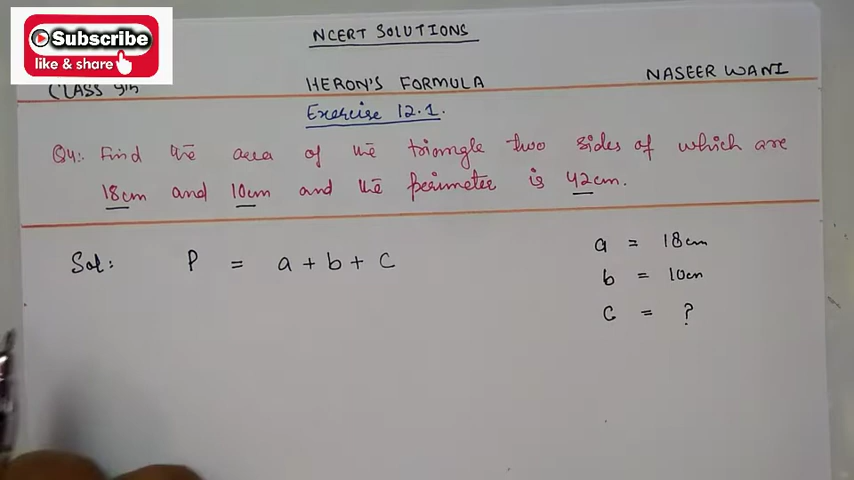 Subscribe
like & share
NCERT SOLUTIONS
CLASS 9th
HERON'S FORMULA
NASEER WANI
Exercise 12.1.
Q4:- Find the area of the triangle two sides of which are
18cm and 10cm and the perimeter is 42cm.
Sol:
P = a + b + c
a = 18cm
b = 10cm
c = ?